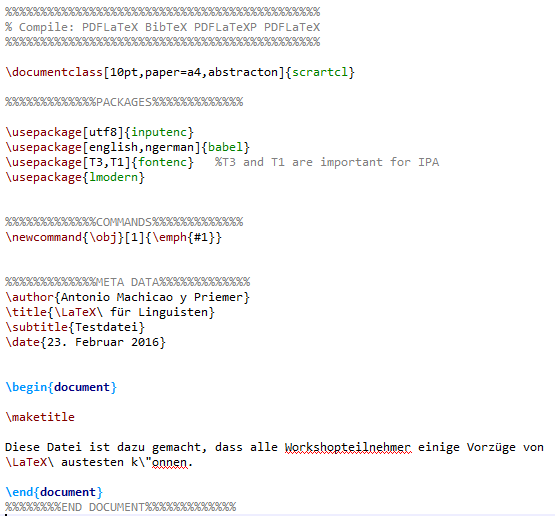 %%%%%%%%%%%%%%%%%%%%%%%%%%%%%%%%%%%%%%%%%%
% Compile: PDFLaTeX BibTeX PDFLaTeXP PDFLaTeX
%%%%%%%%%%%%%%%%%%%%%%%%%%%%%%%%%%%%%%%%%%
\documentclass[10pt,paper=a4,abstracton]{scrartcl}
%%%%%%%%%%%%PACKAGES%%%%%%%%%%%%
\usepackage[utf8]{inputenc}
\usepackage[english,ngerman]{babel}
\usepackage[T3,T1]{fontenc}   %T3 and T1 are important for IPA
\usepackage{lmodern}
%%%%%%%%%%%%COMMANDS%%%%%%%%%%%%
\newcommand{\obj}[1]{\emph{#1}}
%%%%%%%%%%%%META DATA%%%%%%%%%%%%
\author{Antonio Machicao y Priemer}
\title{\LaTeX\ für Linguisten}
\subtitle{Testdatei}
\date{23. Februar 2016}
\begin{document}
\maketitle
Diese Datei ist dazu gemacht, dass alle Workshopteilnehmer einige Vorzüge von
\LaTeX\ austesten k\"onnen.
\end{document}
%%%%%%%%END DOCUMENT%%%%%%%%%%%%